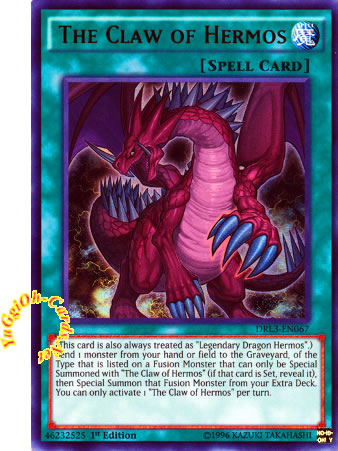 THE CLAW OF HERMOS
[SPELL CARD]
DRL3-EN067
(This card is also always treated as "Legendary Dragon Hermos".)
Send 1 monster from your hand or field to the Graveyard, of the
Type that is listed on a Fusion Monster that can only be Special
Summoned with "The Claw of Hermos" (if that card is Set, reveal it),
then Special Summon that Fusion Monster from your Extra Deck.
You can only activate 1 "The Claw of Hermos" per turn.
46232525
1st Edition
©1996 KAZUKI TAKAHASHI